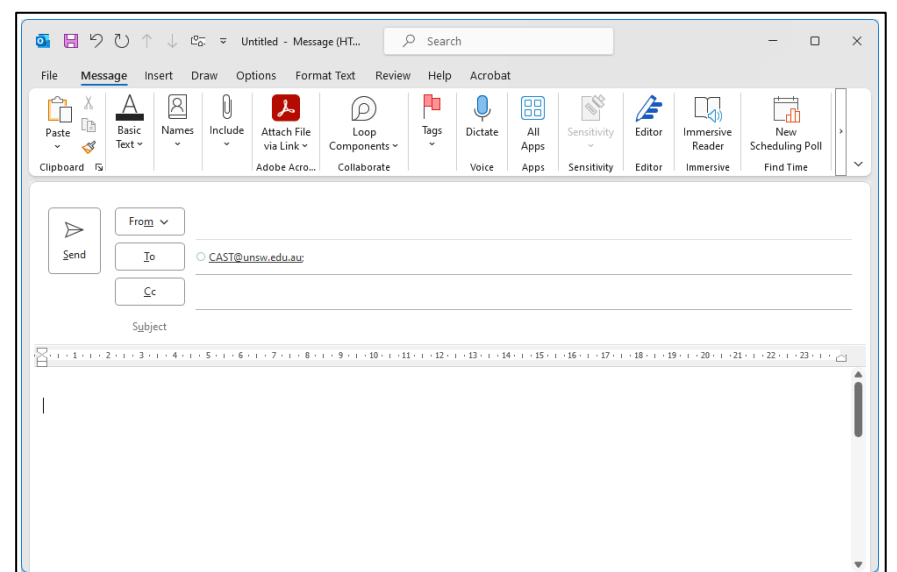 Untitled - Message (HT...
Search
File Message Insert Draw Options Format Text Review Help Acrobat
Paste
Basic Text
Names
Include
Attach File via Link
Loop Components
Tags
Dictate
All Apps
Sensitivity
Editor
Immersive Reader
New Scheduling Poll
Clipboard Adobe Acro... Collaborate Voice Apps Sensitivity Editor Immersive Find Time
From
Send
To CAST@unsw.edu.au;
Cc
Subject
1 2 3 4 5 6 7 8 9 10 11 12 13 14 15 16 17 18 19 20 21 22 23